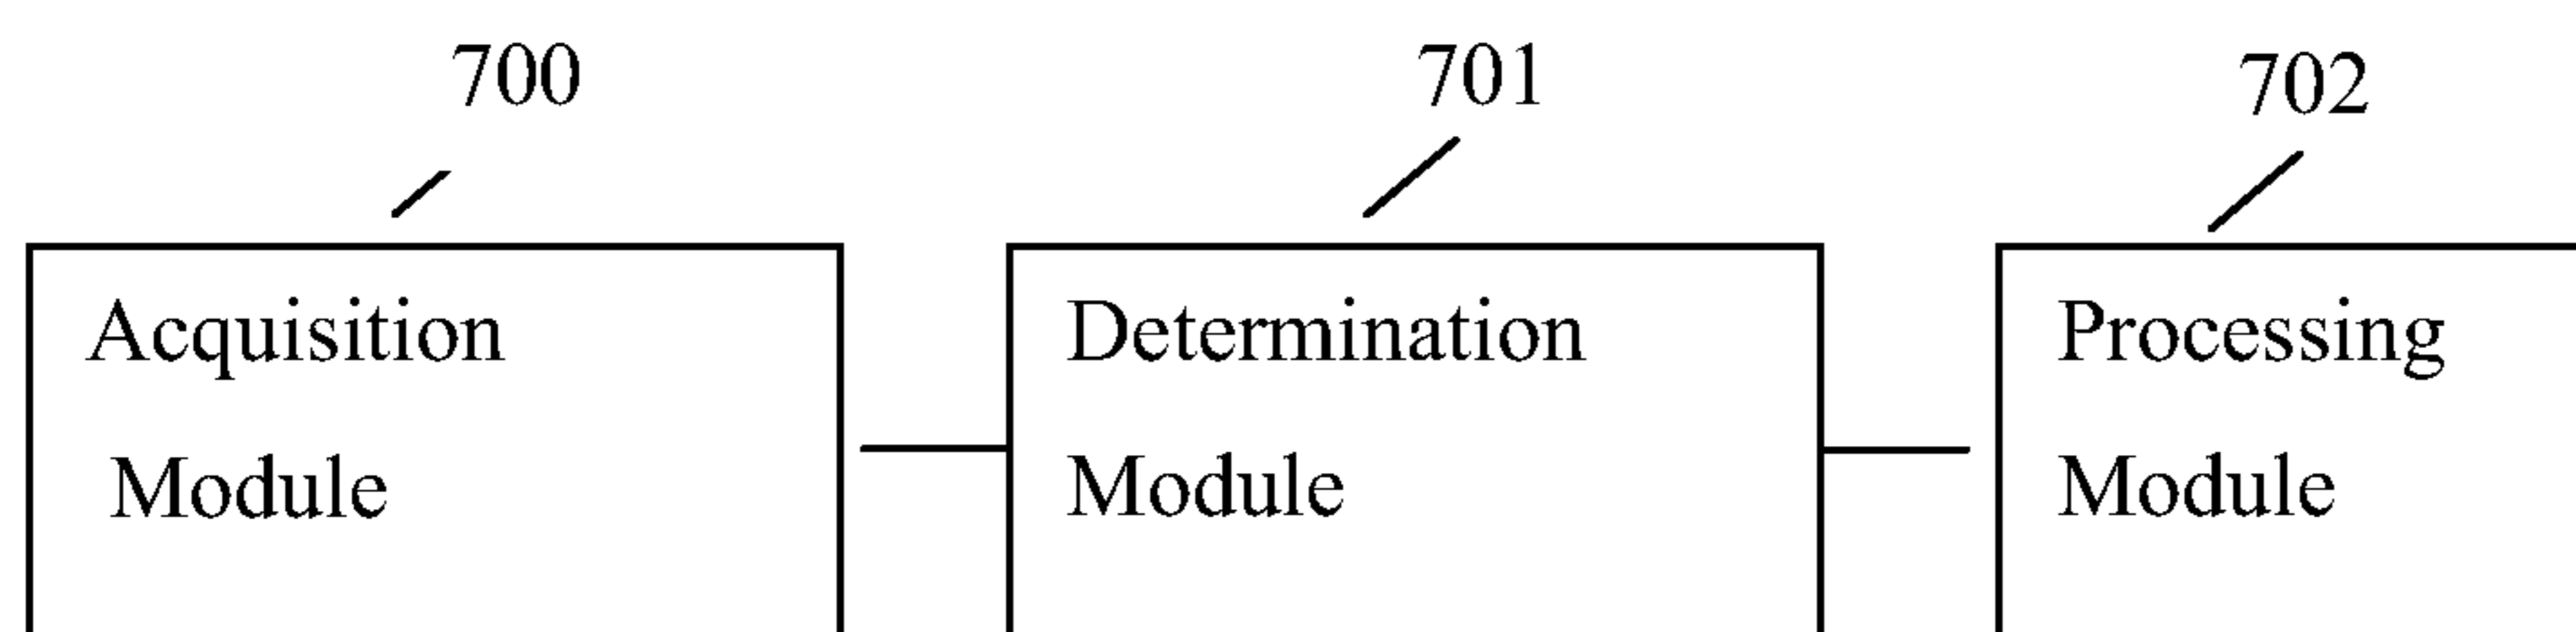 700
701
702
Acquisition
Module
Determination
Module
Processing
Module